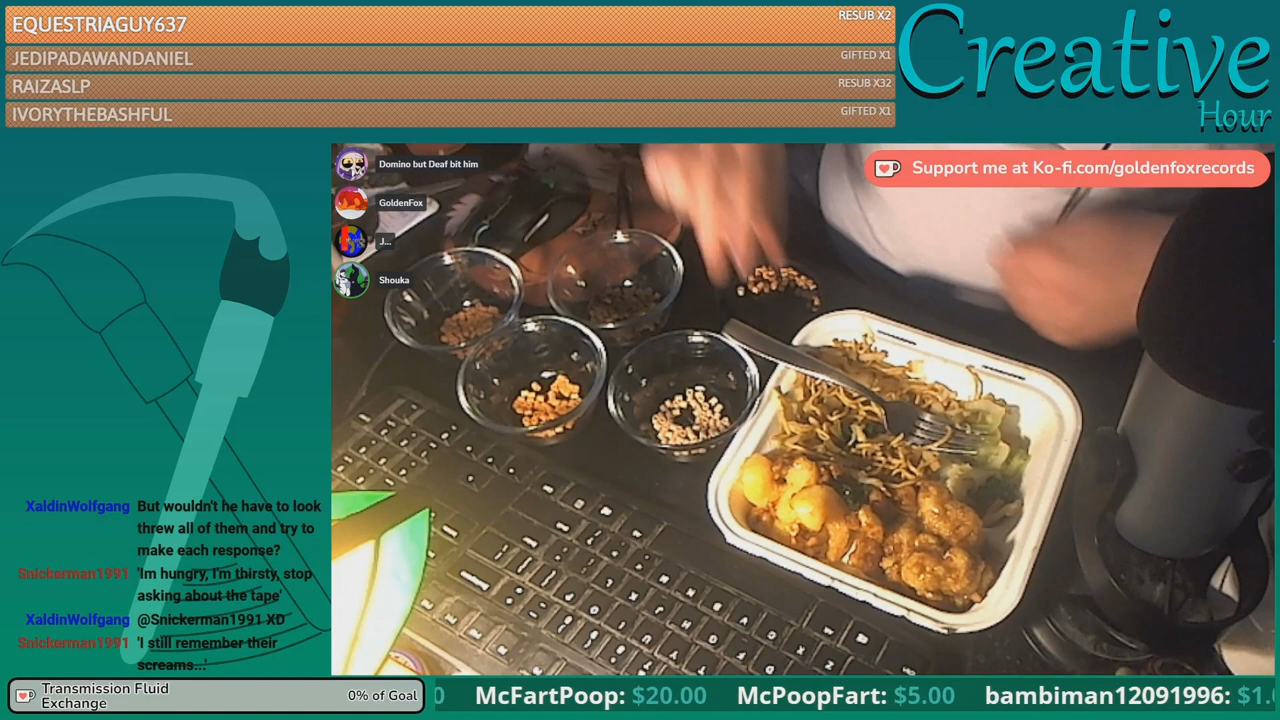 EQUESTRIAGUY637 RESUB X2
JEDIPADAWANDANIEL GIFTED X1
RAIZASLP RESUB X32
IVORYTHEBASHFUL GIFTED X1
Creative
Hour
Support me at Ko-fi.com/goldenfoxrecords
Domino but Deaf bit him
GoldenFox
J...
Shouka
XaldinWolfgang But wouldn't he have to look
threw all of them and try to
make each response?
Snickerman1991 'Im hungry, I'm thirsty, stop
asking about the tape'
XaldinWolfgang @Snickerman1991 XD
Snickerman1991 'I still remember their
screams...'
Transmission Fluid
Exchange
0% of Goal
0 McFartPoop: $20.00 McPoopFart: $5.00 bambiman12091996: $1.